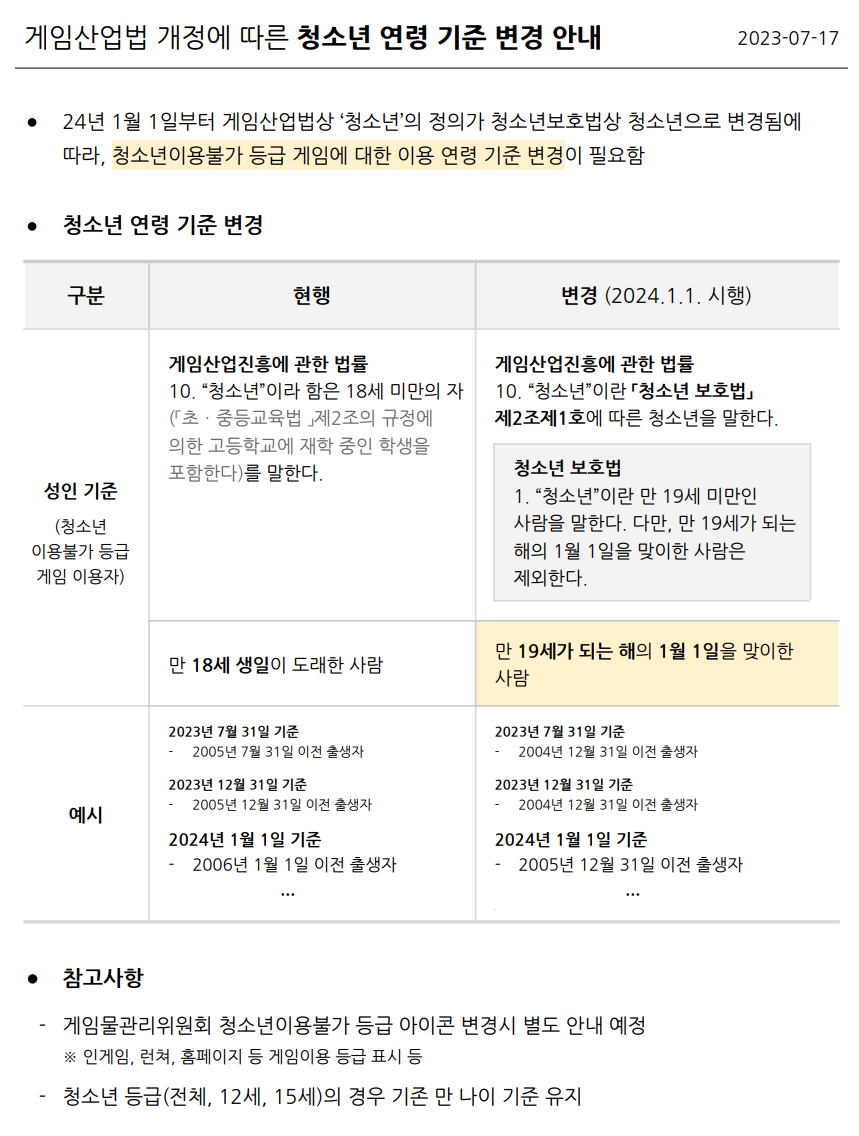 게임산업법 개정에 따른 청소년 연령 기준 변경 안내
2023-07-17
● 24년 1월 1일부터 게임산업법상 ‘청소년’의 정의가 청소년보호법상 청소년으로 변경됨에
따라, 청소년이용불가 등급 게임에 대한 이용 연령 기준 변경이 필요함
● 청소년 연령 기준 변경
구분
현행
변경 (2024.1.1. 시행)
성인 기준
(청소년
이용불가 등급
게임 이용자)
게임산업진흥에 관한 법률
10. “청소년”이라 함은 18세 미만의 자
(「초ㆍ중등교육법 」제2조의 규정에
의한 고등학교에 재학 중인 학생을
포함한다)를 말한다.
게임산업진흥에 관한 법률
10. “청소년”이란 「청소년 보호법」
제2조제1호에 따른 청소년을 말한다.
청소년 보호법
1. “청소년”이란 만 19세 미만인
사람을 말한다. 다만, 만 19세가 되는
해의 1월 1일을 맞이한 사람은
제외한다.
만 18세 생일이 도래한 사람
만 19세가 되는 해의 1월 1일을 맞이한
사람
예시
2023년 7월 31일 기준
- 2005년 7월 31일 이전 출생자
2023년 12월 31일 기준
- 2005년 12월 31일 이전 출생자
2024년 1월 1일 기준
- 2006년 1월 1일 이전 출생자
...
2023년 7월 31일 기준
- 2004년 12월 31일 이전 출생자
2023년 12월 31일 기준
- 2004년 12월 31일 이전 출생자
2024년 1월 1일 기준
- 2005년 12월 31일 이전 출생자
...
● 참고사항
- 게임물관리위원회 청소년이용불가 등급 아이콘 변경시 별도 안내 예정
※ 인게임, 런쳐, 홈페이지 등 게임이용 등급 표시 등
- 청소년 등급(전체, 12세, 15세)의 경우 기존 만 나이 기준 유지